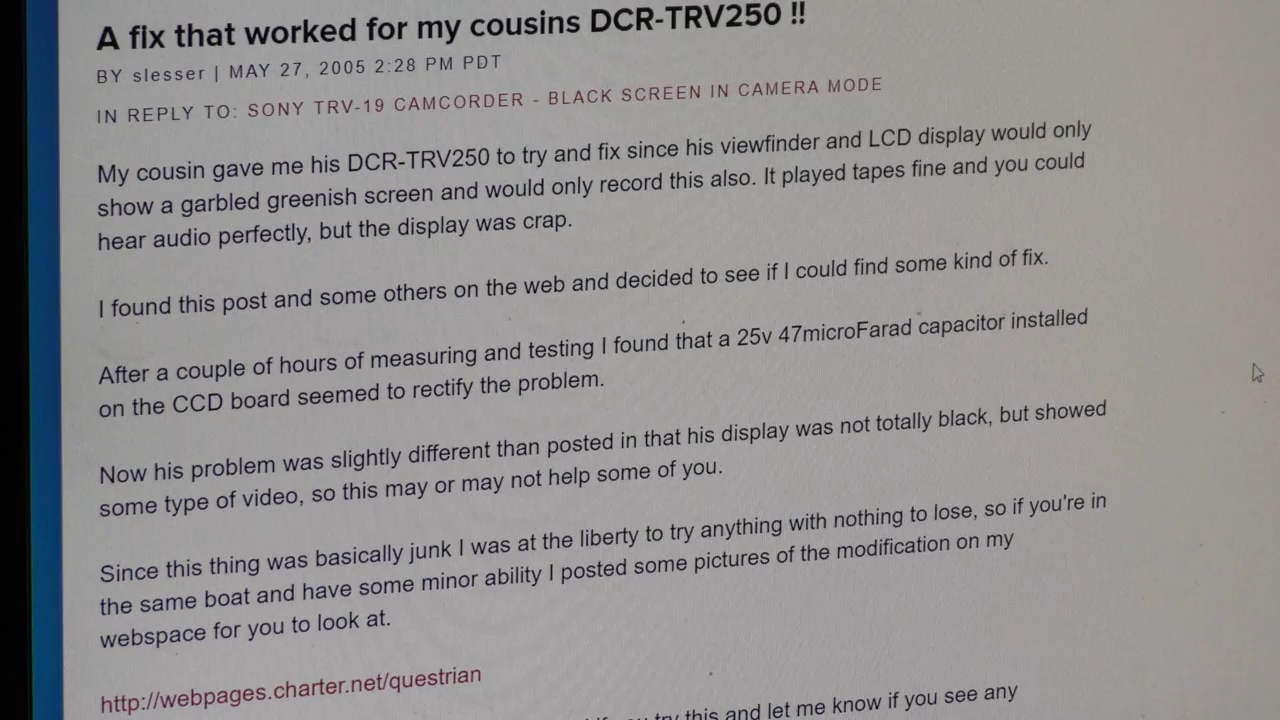 A fix that worked for my cousins DCR-TRV250 !!
BY slesser | MAY 27, 2005 2:28 PM PDT
IN REPLY TO: SONY TRV-19 CAMCORDER - BLACK SCREEN IN CAMERA MODE
My cousin gave me his DCR-TRV250 to try and fix since his viewfinder and LCD display would only
show a garbled greenish screen and would only record this also. It played tapes fine and you could
hear audio perfectly, but the display was crap.
I found this post and some others on the web and decided to see if I could find some kind of fix.
After a couple of hours of measuring and testing I found that a 25v 47microFarad capacitor installed
on the CCD board seemed to rectify the problem.
Now his problem was slightly different than posted in that his display was not totally black, but showed
some type of video, so this may or may not help some of you.
Since this thing was basically junk I was at the liberty to try anything with nothing to lose, so if you're in
the same boat and have some minor ability I posted some pictures of the modification on my
webspace for you to look at.
http://webpages.charter.net/questrian
try this and let me know if you see any